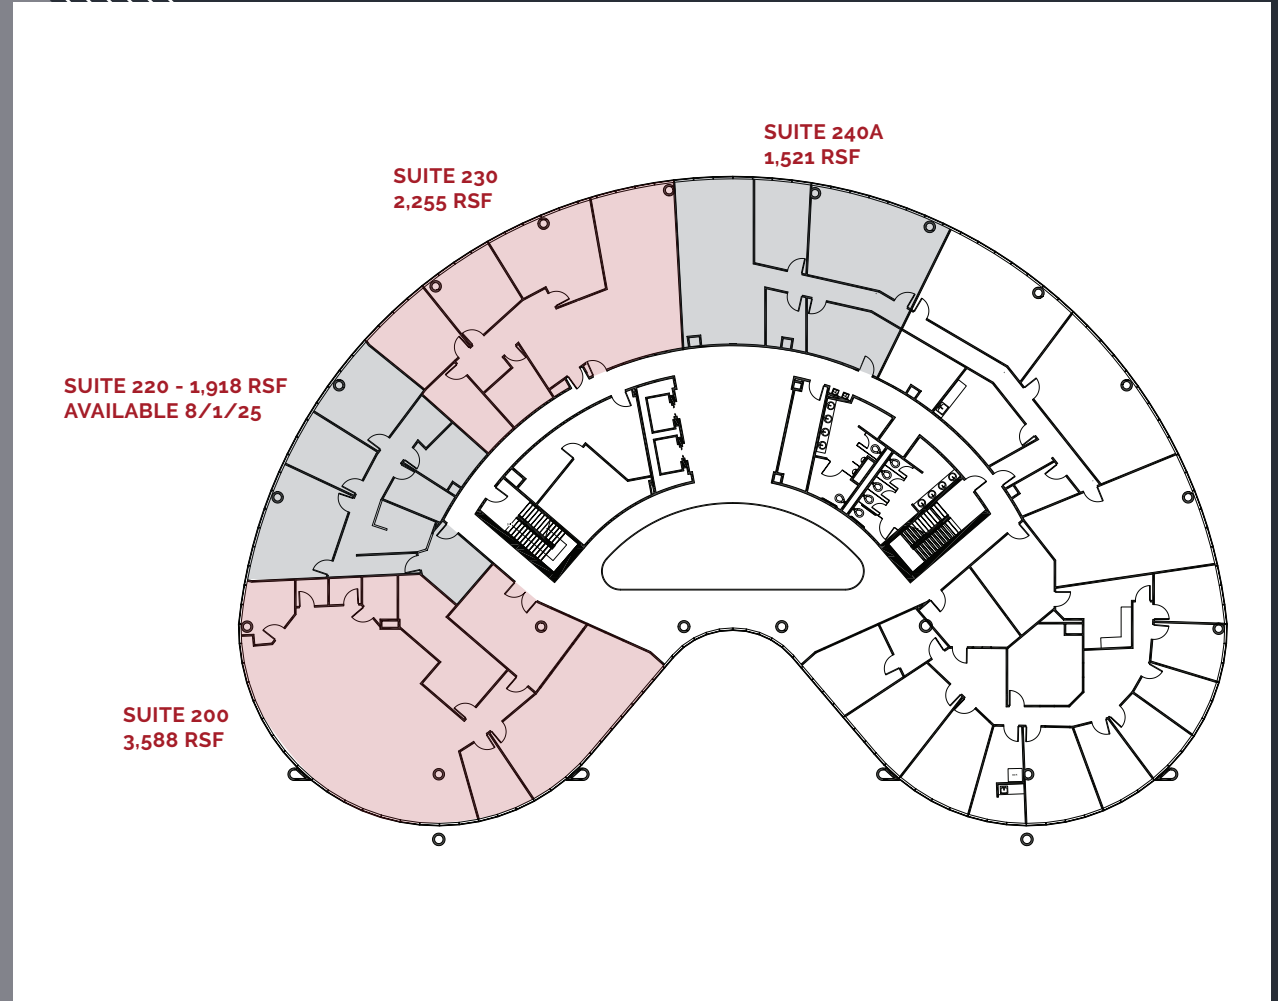 SUITE 240A
1,521 RSF
SUITE 230
2,255 RSF
SUITE 220 - 1,918 RSF
AVAILABLE 8/1/25
SUITE 200
3,588 RSF